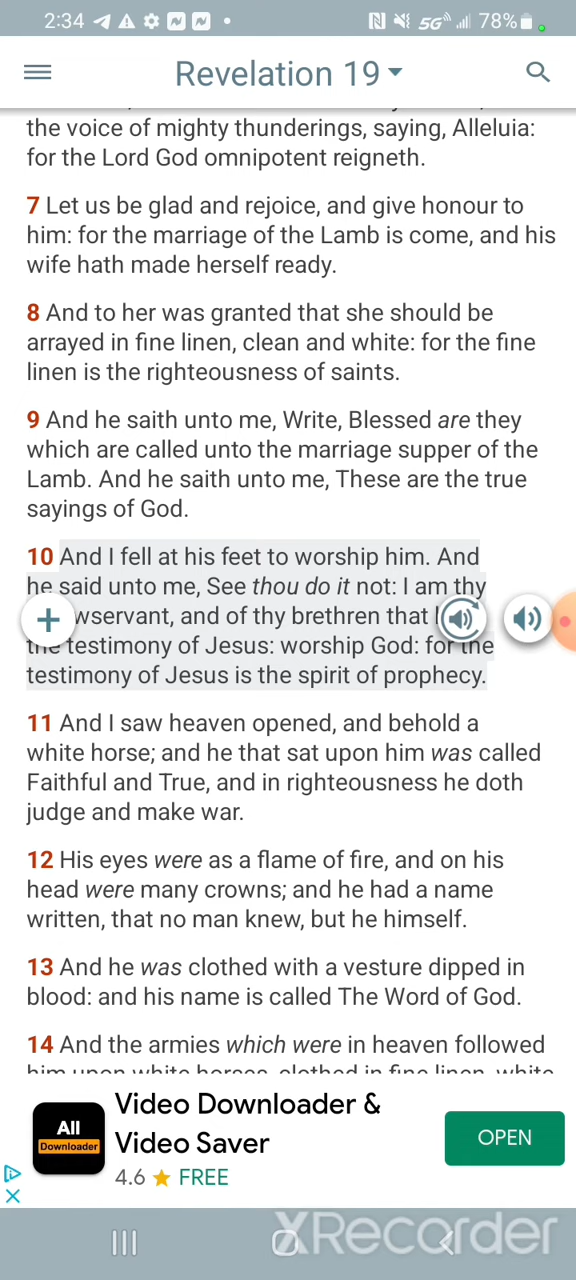 2:34 5G 78%
Revelation 19
the voice of mighty thunderings, saying, Alleluia:
for the Lord God omnipotent reigneth.
7 Let us be glad and rejoice, and give honour to
him: for the marriage of the Lamb is come, and his
wife hath made herself ready.
8 And to her was granted that she should be
arrayed in fine linen, clean and white: for the fine
linen is the righteousness of saints.
9 And he saith unto me, Write, Blessed are they
which are called unto the marriage supper of the
Lamb. And he saith unto me, These are the true
sayings of God.
10 And I fell at his feet to worship him. And
he said unto me, See thou do it not: I am thy
wservant, and of thy brethren that
the testimony of Jesus: worship God: for the
testimony of Jesus is the spirit of prophecy.
11 And I saw heaven opened, and behold a
white horse; and he that sat upon him was called
Faithful and True, and in righteousness he doth
judge and make war.
12 His eyes were as a flame of fire, and on his
head were many crowns; and he had a name
written, that no man knew, but he himself.
13 And he was clothed with a vesture dipped in
blood: and his name is called The Word of God.
14 And the armies which were in heaven followed
him upon white horses, clothed in fine linen, white
All
Downloader
Video Downloader &
Video Saver
4.6 FREE
OPEN
XRecorder